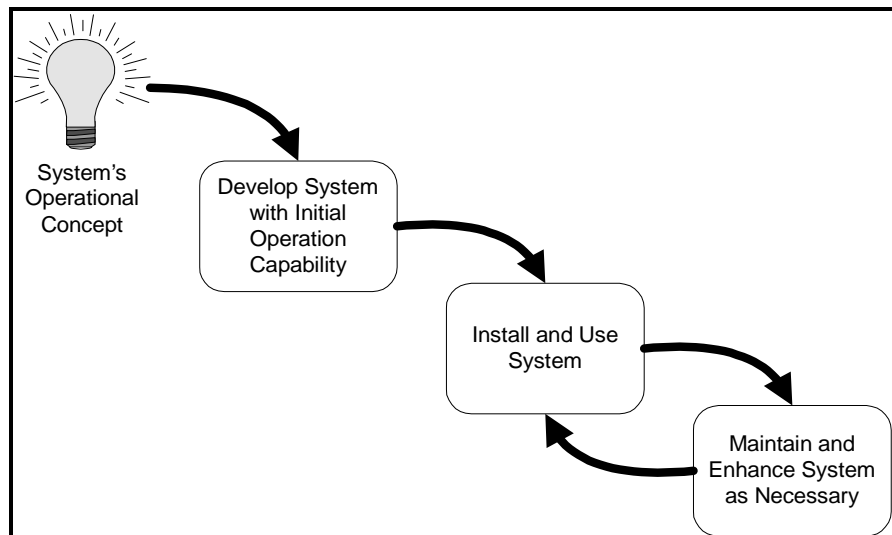 System's
Operational
Concept
Develop System
with Initial
Operation
Capability
Install and Use
System
Maintain and
Enhance System
as Necessary